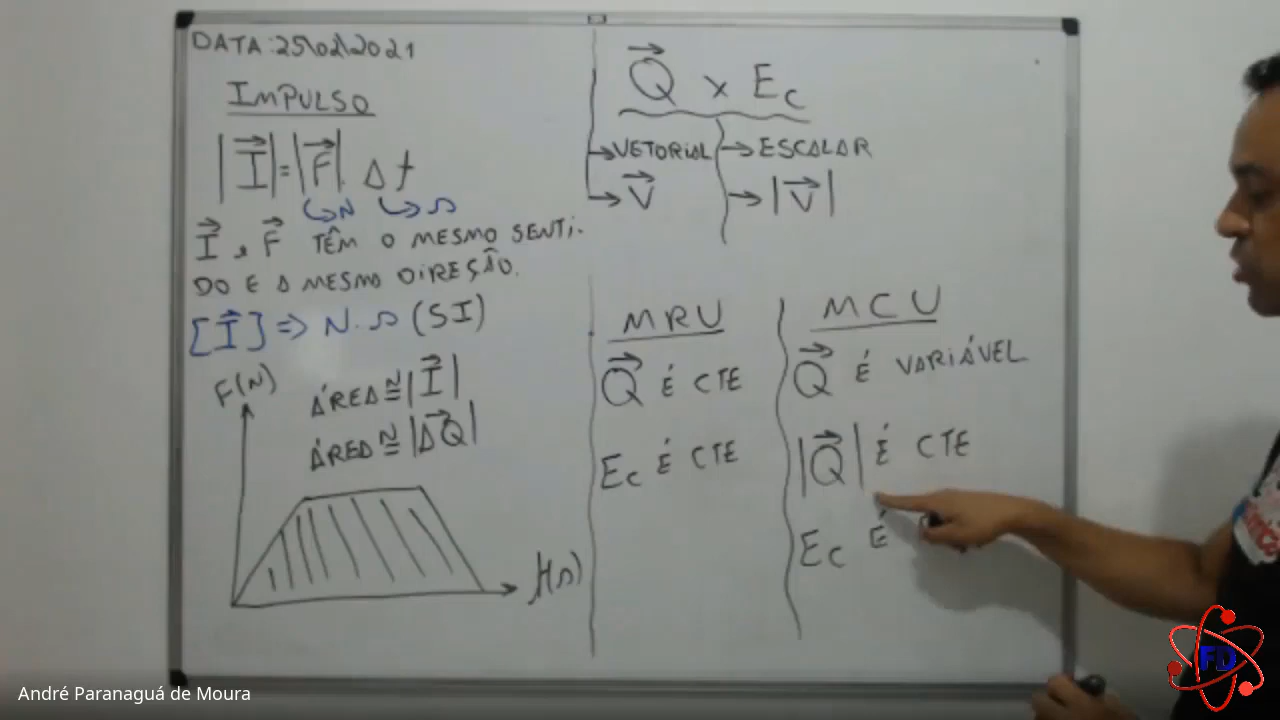 DATA:25\02\2021
IMPULSO
|I| = |F|. Δt
↳N ↳s
I e F TÊM O MESMO SENTI-
DO E A MESMA DIREÇÃO.
[I] ⇒ N.s (SI)
F(N)
ÁREA ≅ |I|
ÁREA ≅ |ΔQ|
t(s)
Q x Ec
→VETORIAL →ESCALAR
→V →|V|
MRU
Q É CTE
Ec É CTE
MCU
Q É VARIÁVEL
|Q| É CTE
Ec É
FD
André Paranaguá de Moura